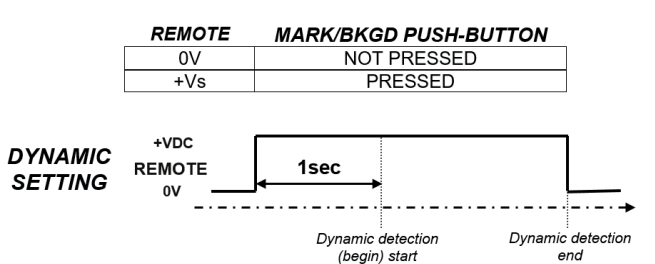 REMOTE MARK/BKGD PUSH-BUTTON
0V NOT PRESSED
+Vs PRESSED
DYNAMIC
SETTING
+VDC
REMOTE
0V
1sec
Dynamic detection
(begin) start
Dynamic detection
end